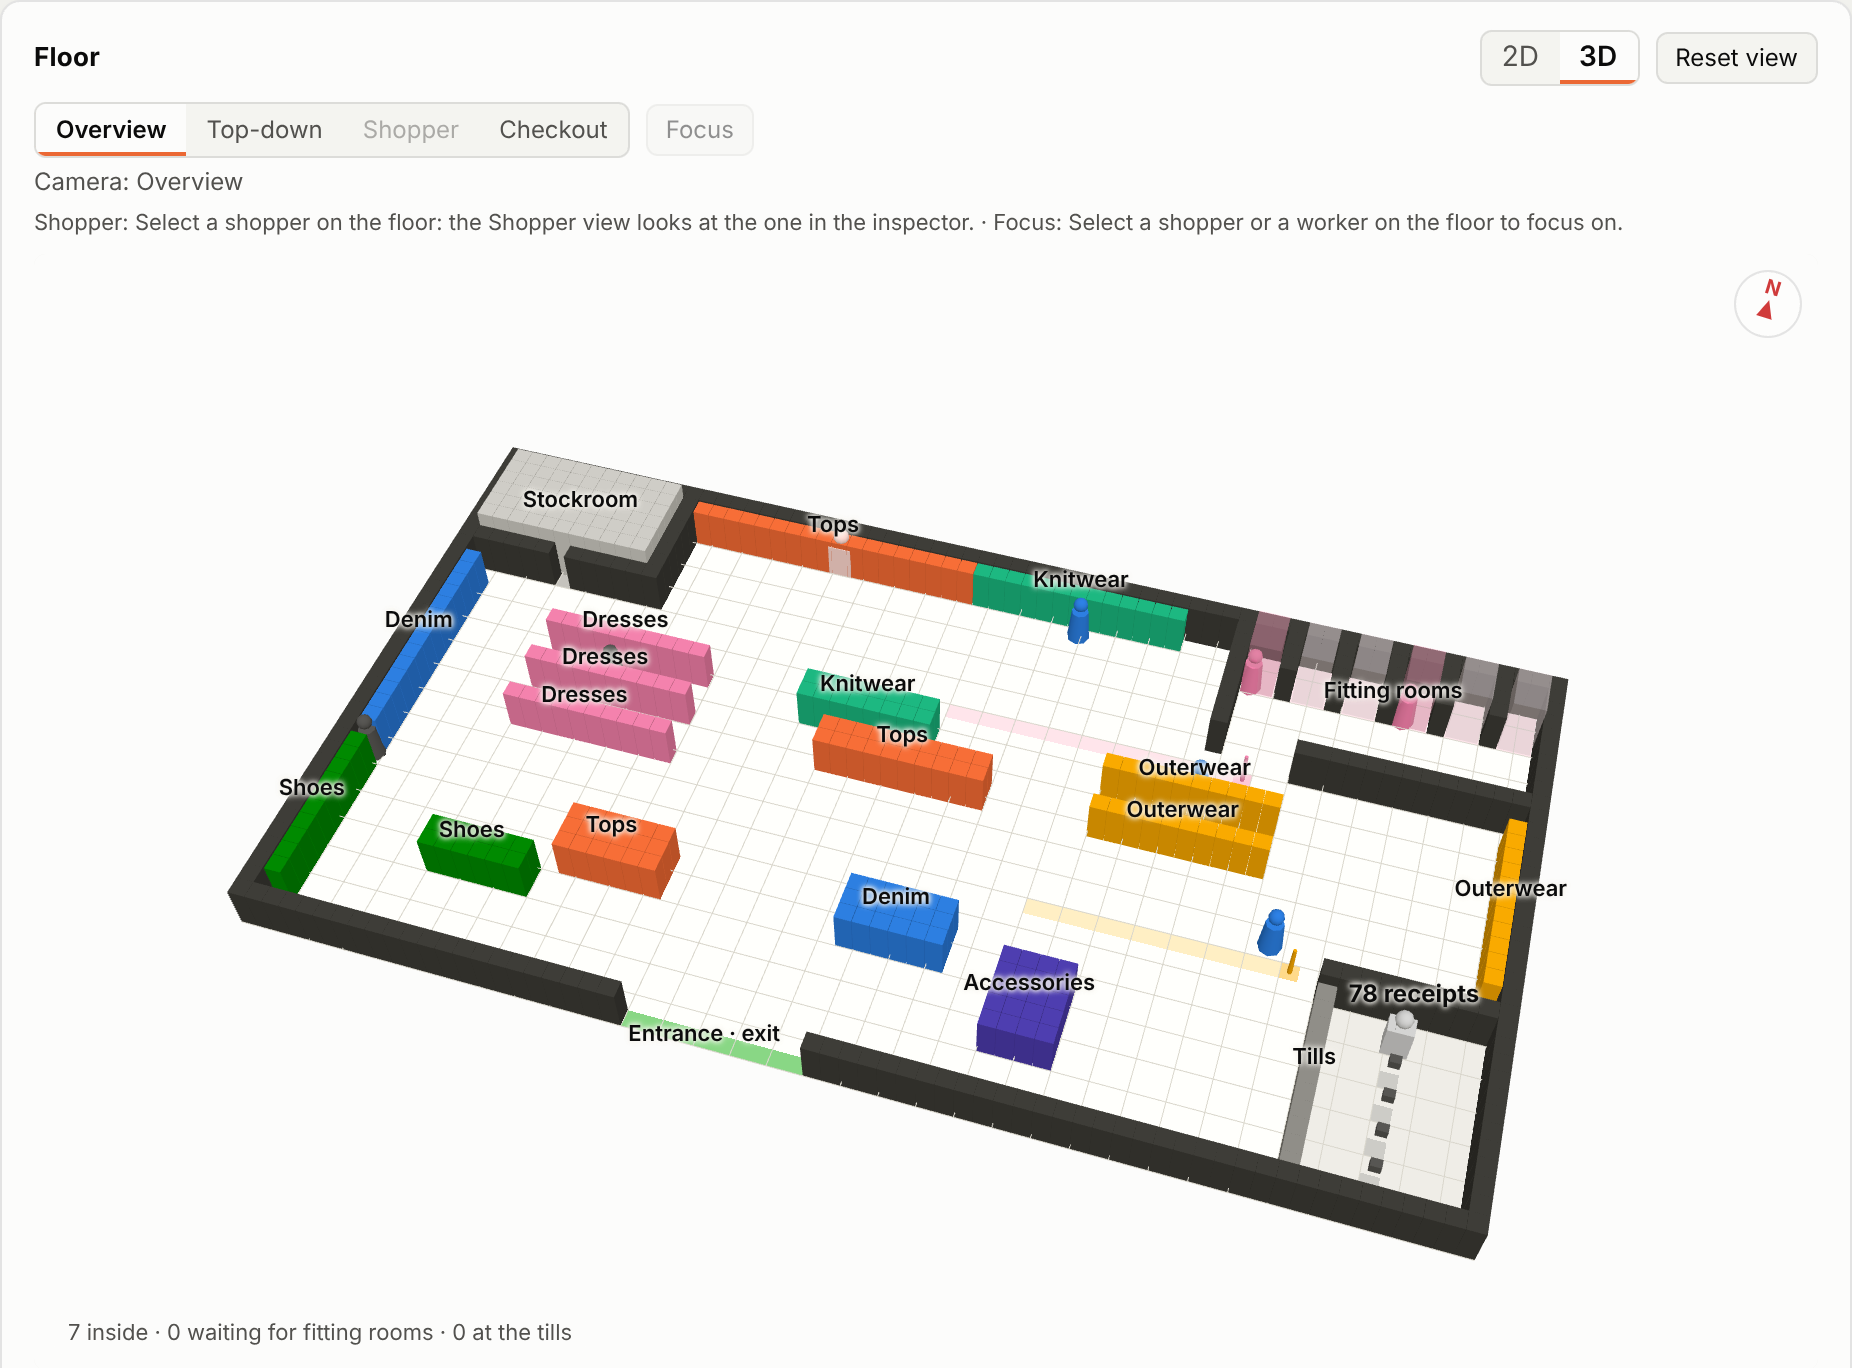 Floor
2D 3D Reset view
Overview Top-down Shopper Checkout Focus
Camera: Overview
Shopper: Select a shopper on the floor: the Shopper view looks at the one in the inspector. · Focus: Select a shopper or a worker on the floor to focus on.
N
Stockroom
Tops
Knitwear
Denim
Dresses
Dresses
Dresses
Knitwear
Fitting rooms
Tops
Outerwear
Shoes
Outerwear
Shoes
Tops
Outerwear
Denim
Accessories
78 receipts
Entrance · exit
Tills
7 inside · 0 waiting for fitting rooms · 0 at the tills